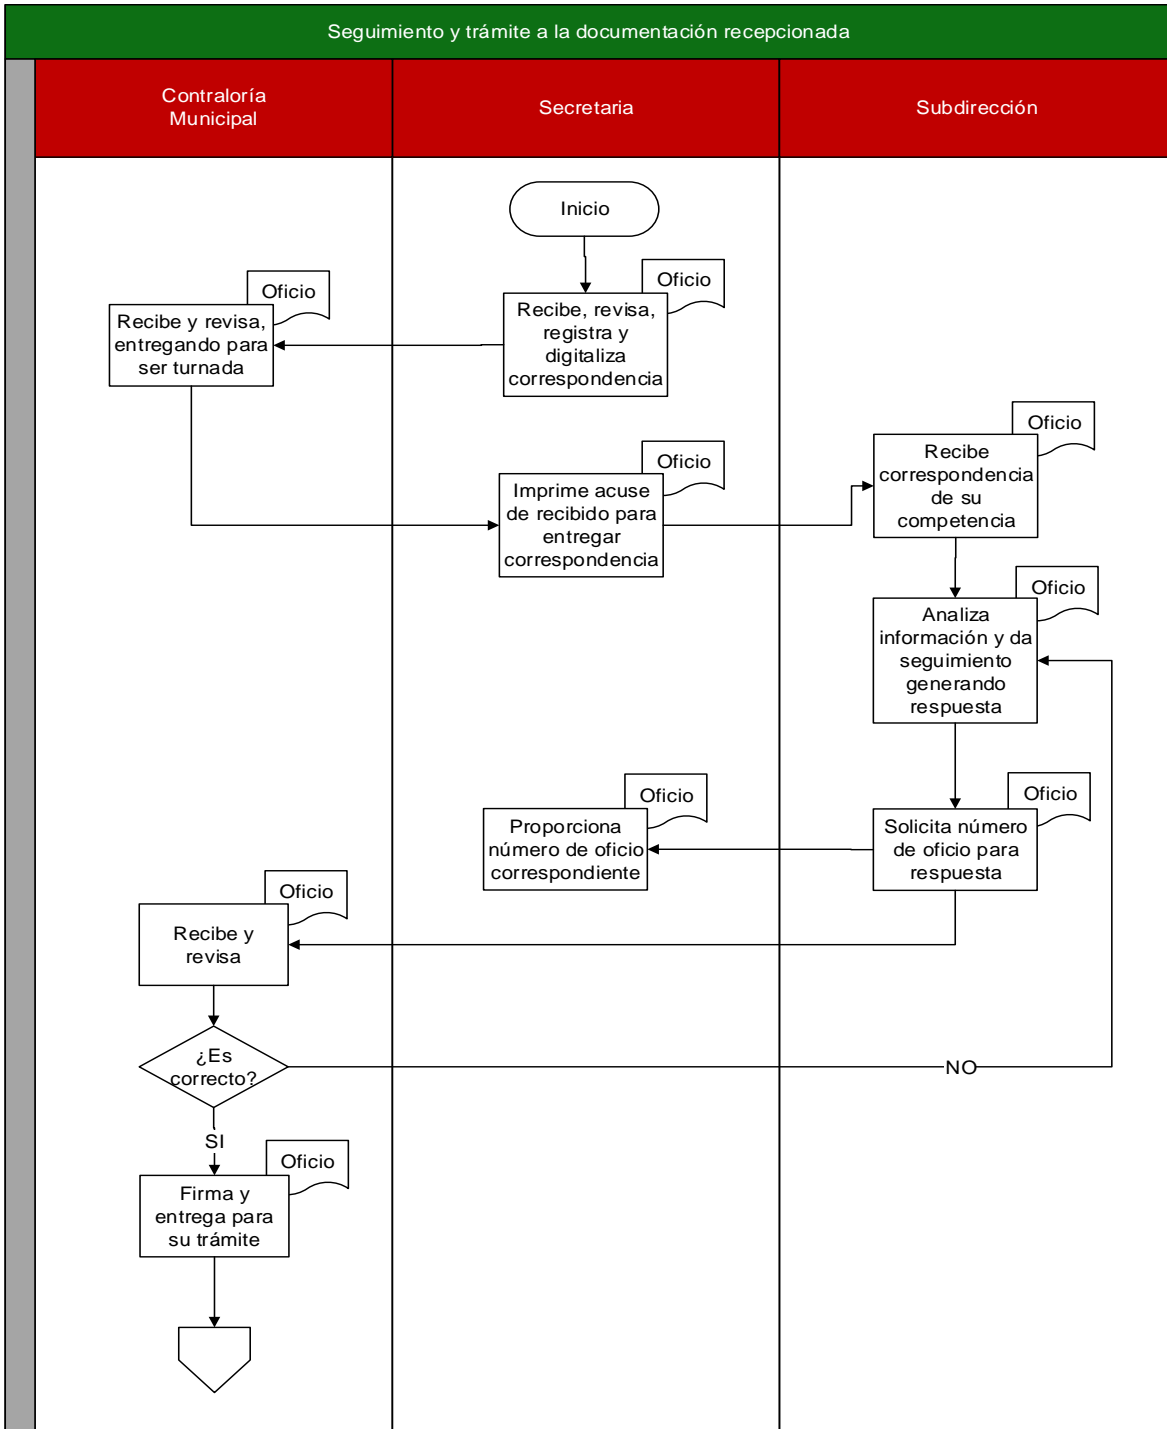 Seguimiento y trámite a la documentación recepcionada
Contraloría
Municipal
Secretaria
Subdirección
Inicio
Oficio
Recibe, revisa,
registra y
digitaliza
correspondencia
Oficio
Recibe y revisa,
entregando para
ser turnada
Oficio
Imprime acuse
de recibido para
entregar
correspondencia
Oficio
Recibe
correspondencia
de su
competencia
Oficio
Analiza
información y da
seguimiento
generando
respuesta
Oficio
Solicita número
de oficio para
respuesta
Oficio
Proporciona
número de oficio
correspondiente
Oficio
Recibe y
revisa
¿Es
correcto?
NO
SI
Oficio
Firma y
entrega para
su trámite